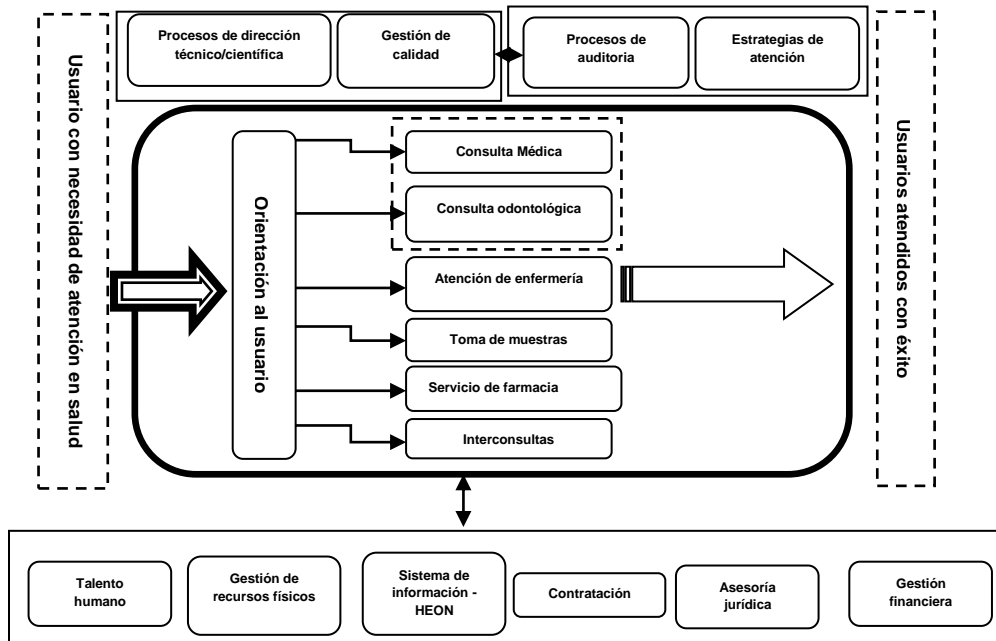 Usuario con necesidad de atención en salud
Procesos de dirección
técnico/científica
Gestión de
calidad
Procesos de
auditoria
Estrategias de
atención
Orientación al usuario
Consulta Médica
Consulta odontológica
Atención de enfermería
Toma de muestras
Servicio de farmacia
Interconsultas
Usuarios atendidos con éxito
Talento
humano
Gestión de
recursos físicos
Sistema de
información -
HEON
Contratación
Asesoría
jurídica
Gestión
financiera